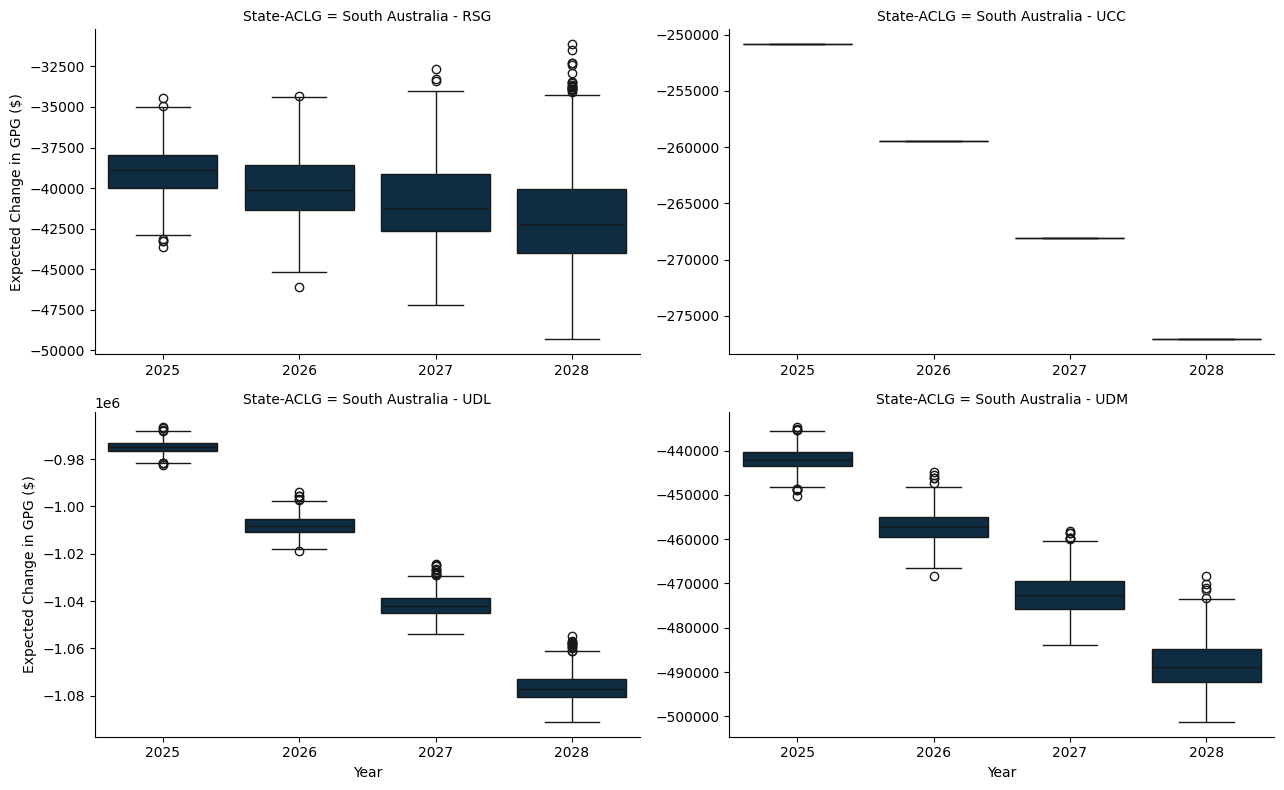 State-ACLG = South Australia - RSG
Expected Change in GPG ($)
−32500
−35000
−37500
−40000
−42500
−45000
−47500
−50000
2025 2026 2027 2028
State-ACLG = South Australia - UCC
−250000
−255000
−260000
−265000
−270000
−275000
2025 2026 2027 2028
State-ACLG = South Australia - UDL
1e6
Expected Change in GPG ($)
−0.98
−1.00
−1.02
−1.04
−1.06
−1.08
2025 2026 2027 2028
Year
State-ACLG = South Australia - UDM
−440000
−450000
−460000
−470000
−480000
−490000
−500000
2025 2026 2027 2028
Year